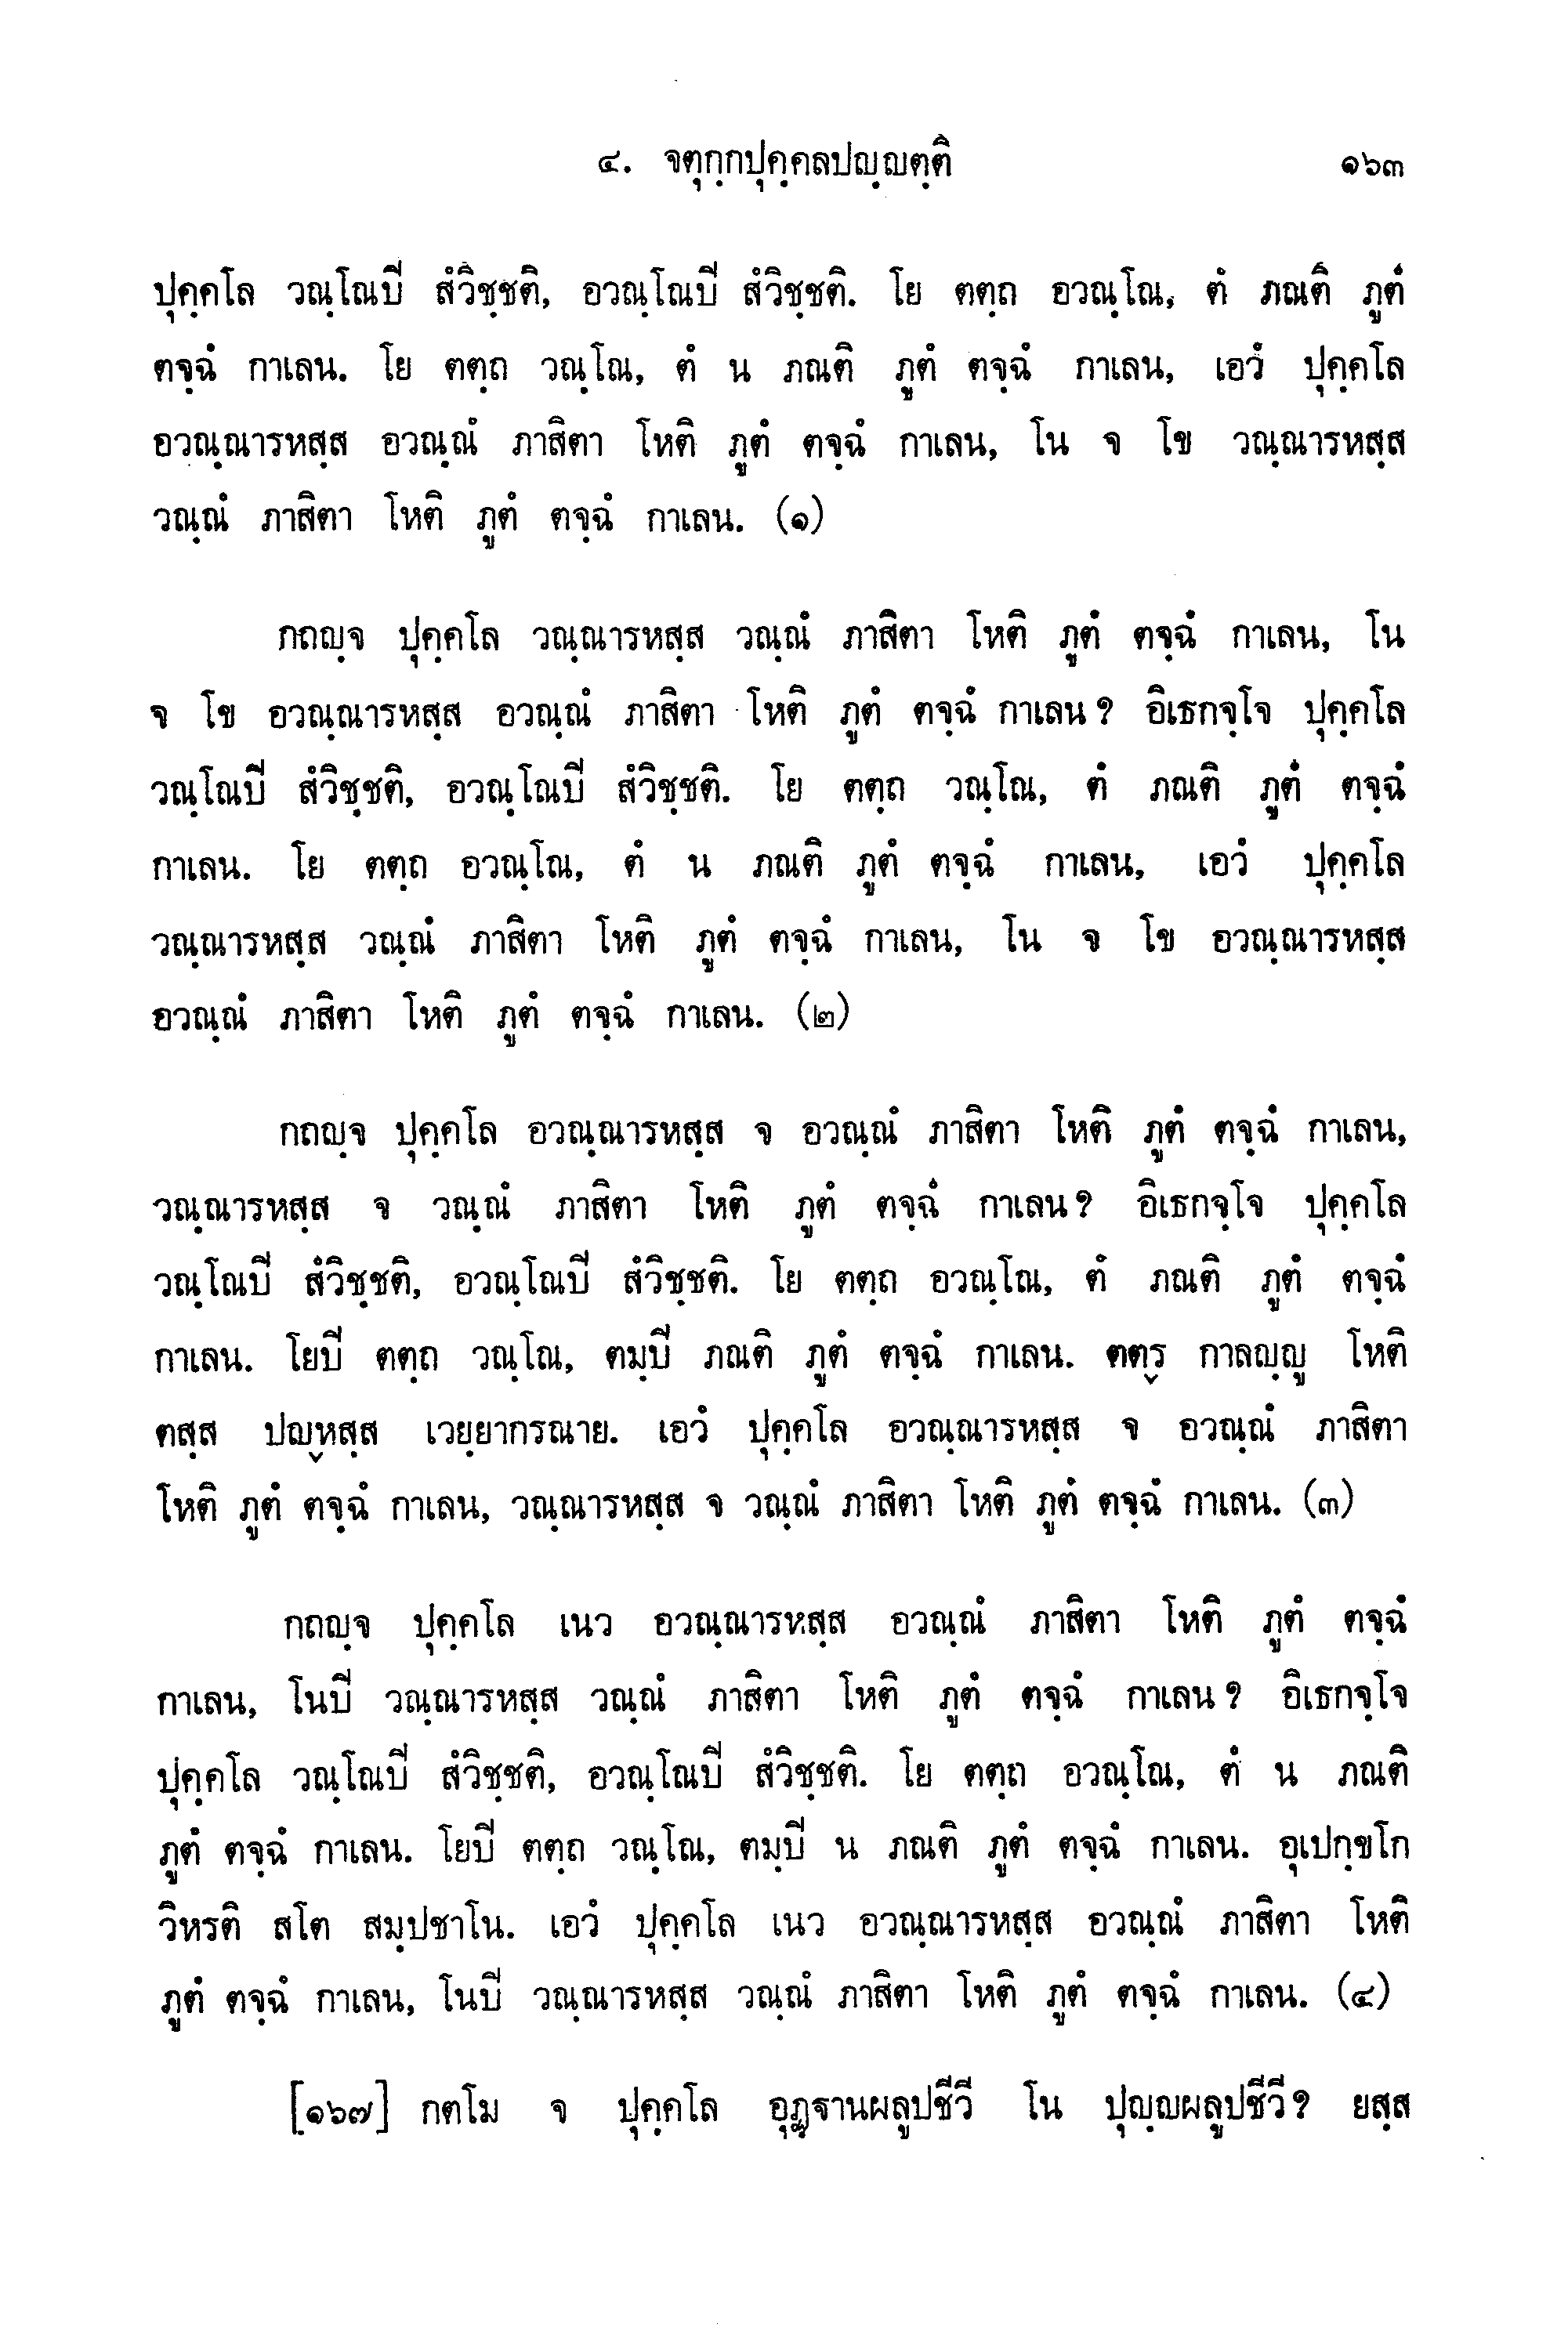 ๔. จตุกฺกปุคฺคลปญฺญตฺติ ๑๖๓
ปุคฺคโล วณฺโณปิ สํวิชฺชติ, อวณฺโณปิ สํวิชฺชติ. โย ตตฺถ อวณฺโณ, ตํ ภณติ ภูตํ
ตจฺฉํ กาเลน. โย ตตฺถ วณฺโณ, ตํ น ภณติ ภูตํ ตจฺฉํ กาเลน, เอวํ ปุคฺคโล
อวณฺณารหสฺส อวณฺณํ ภาสิตา โหติ ภูตํ ตจฺฉํ กาเลน, โน จ โข วณฺณารหสฺส
วณฺณํ ภาสิตา โหติ ภูตํ ตจฺฉํ กาเลน. (๑)
กถญฺจ ปุคฺคโล วณฺณารหสฺส วณฺณํ ภาสิตา โหติ ภูตํ ตจฺฉํ กาเลน, โน
จ โข อวณฺณารหสฺส อวณฺณํ ภาสิตา โหติ ภูตํ ตจฺฉํ กาเลน ? อิเธกจฺโจ ปุคฺคโล
วณฺโณปิ สํวิชฺชติ, อวณฺโณปิ สํวิชฺชติ. โย ตตฺถ วณฺโณ, ตํ ภณติ ภูตํ ตจฺฉํ
กาเลน. โย ตตฺถ อวณฺโณ, ตํ น ภณติ ภูตํ ตจฺฉํ กาเลน, เอวํ ปุคฺคโล
วณฺณารหสฺส วณฺณํ ภาสิตา โหติ ภูตํ ตจฺฉํ กาเลน, โน จ โข อวณฺณารหสฺส
อวณฺณํ ภาสิตา โหติ ภูตํ ตจฺฉํ กาเลน. (๒)
กถญฺจ ปุคฺคโล อวณฺณารหสฺส จ อวณฺณํ ภาสิตา โหติ ภูตํ ตจฺฉํ กาเลน,
วณฺณารหสฺส จ วณฺณํ ภาสิตา โหติ ภูตํ ตจฺฉํ กาเลน ? อิเธกจฺโจ ปุคฺคโล
วณฺโณปิ สํวิชฺชติ, อวณฺโณปิ สํวิชฺชติ. โย ตตฺถ อวณฺโณ, ตํ ภณติ ภูตํ ตจฺฉํ
กาเลน. โยปิ ตตฺถ วณฺโณ, ตมฺปิ ภณติ ภูตํ ตจฺฉํ กาเลน. ตตฺร กาลญฺญู โหติ
ตสฺส ปญฺหสฺส เวยฺยากรณาย. เอวํ ปุคฺคโล อวณฺณารหสฺส จ อวณฺณํ ภาสิตา
โหติ ภูตํ ตจฺฉํ กาเลน, วณฺณารหสฺส จ วณฺณํ ภาสิตา โหติ ภูตํ ตจฺฉํ กาเลน. (๓)
กถญฺจ ปุคฺคโล เนว อวณฺณารหสฺส อวณฺณํ ภาสิตา โหติ ภูตํ ตจฺฉํ
กาเลน, โนปิ วณฺณารหสฺส วณฺณํ ภาสิตา โหติ ภูตํ ตจฺฉํ กาเลน ? อิเธกจฺโจ
ปุคฺคโล วณฺโณปิ สํวิชฺชติ, อวณฺโณปิ สํวิชฺชติ. โย ตตฺถ อวณฺโณ, ตํ น ภณติ
ภูตํ ตจฺฉํ กาเลน. โยปิ ตตฺถ วณฺโณ, ตมฺปิ น ภณติ ภูตํ ตจฺฉํ กาเลน. อุเปกฺขโก
วิหรติ สโต สมฺปชาโน. เอวํ ปุคฺคโล เนว อวณฺณารหสฺส อวณฺณํ ภาสิตา โหติ
ภูตํ ตจฺฉํ กาเลน, โนปิ วณฺณารหสฺส วณฺณํ ภาสิตา โหติ ภูตํ ตจฺฉํ กาเลน. (๔)
[๑๖๗] กตโม จ ปุคฺคโล อุฏฺฐานผลูปชีวี โน ปุญฺญผลูปชีวี ? ยสฺส